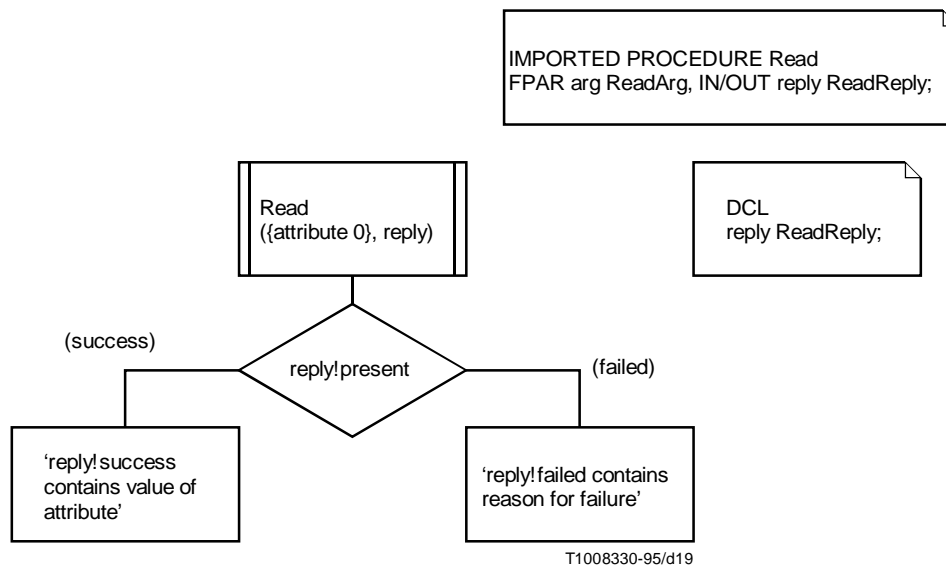 IMPORTED PROCEDURE Read
FPAR arg ReadArg, IN/OUT reply ReadReply;
Read
({attribute 0}, reply)
DCL
reply ReadReply;
(success)
reply!present
(failed)
‘reply!success
contains value of
attribute’
‘reply!failed contains
reason for failure’
T1008330-95/d19